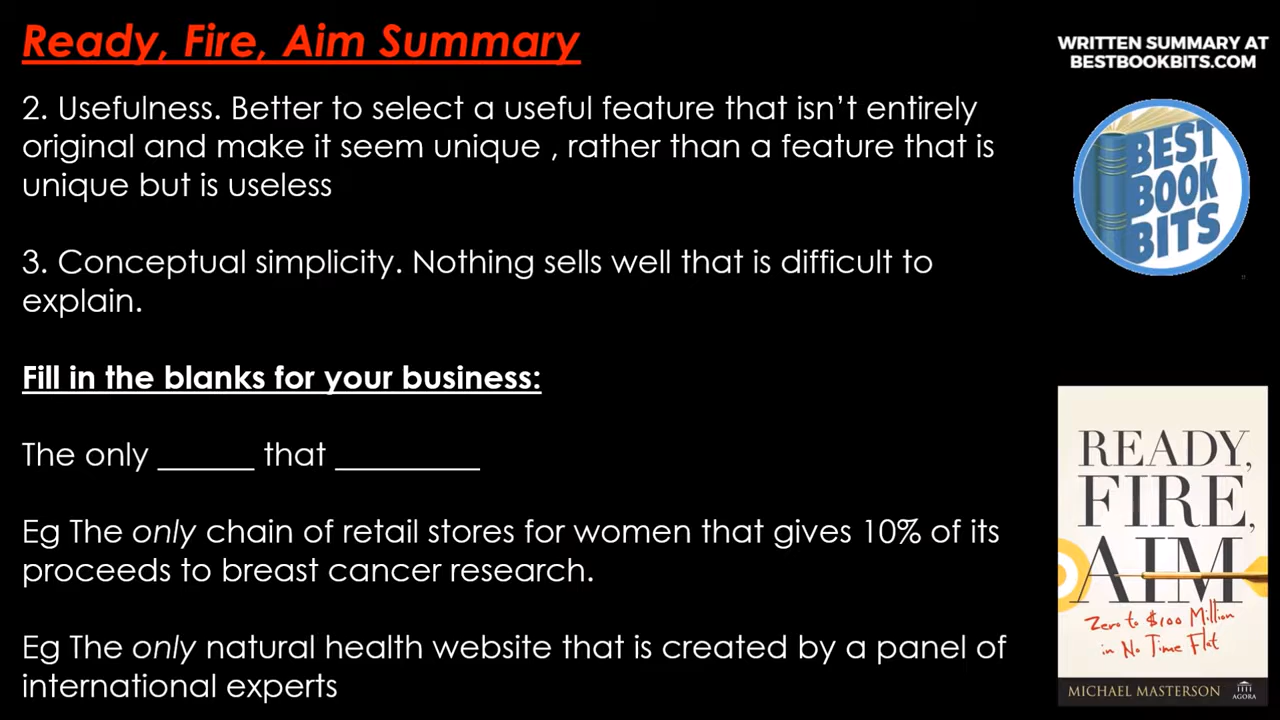 Ready, Fire, Aim Summary
WRITTEN SUMMARY AT
BESTBOOKBITS.COM
2. Usefulness. Better to select a useful feature that isn’t entirely
original and make it seem unique , rather than a feature that is
unique but is useless
BEST
BOOK
BITS
3. Conceptual simplicity. Nothing sells well that is difficult to
explain.
Fill in the blanks for your business:
The only ______ that _________
Eg The only chain of retail stores for women that gives 10% of its
proceeds to breast cancer research.
Eg The only natural health website that is created by a panel of
international experts
READY,
FIRE,
AIM
Zero to $100 Million
in No Time Flat
MICHAEL MASTERSON
AGORA